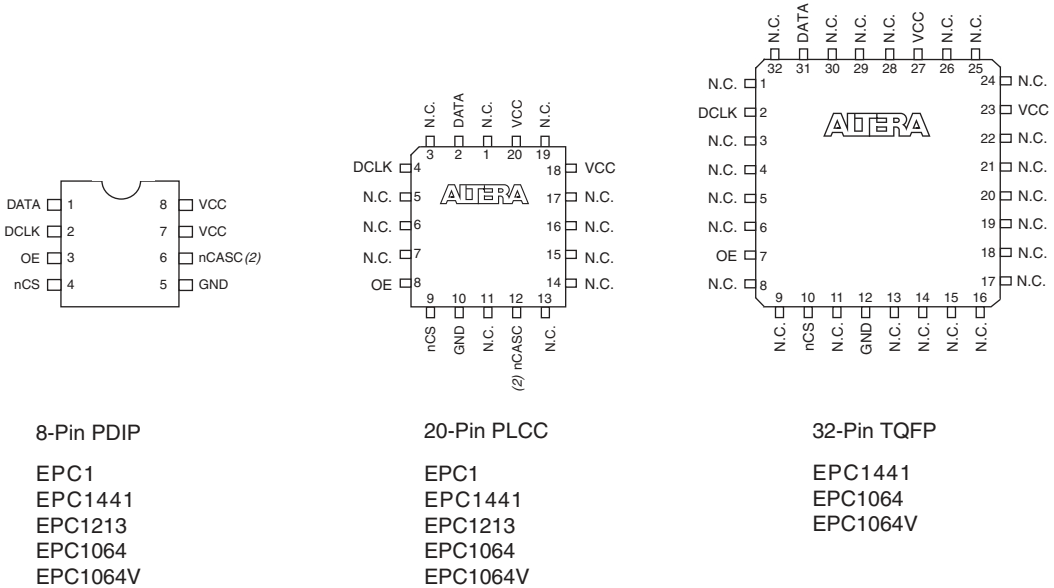 DATA 1
DCLK 2
OE 3
nCS 4
8 VCC
7 VCC
6 nCASC (2)
5 GND
8-Pin PDIP
EPC1
EPC1441
EPC1213
EPC1064
EPC1064V
N.C. DATA N.C. VCC N.C.
3 2 1 20 19
ALTERA
DCLK 4
N.C. 5
N.C. 6
N.C. 7
OE 8
18 VCC
17 N.C.
16 N.C.
15 N.C.
14 N.C.
9 10 11 12 13
nCS GND N.C. (2) nCASC N.C.
20-Pin PLCC
EPC1
EPC1441
EPC1213
EPC1064
EPC1064V
N.C. DATA N.C. N.C. N.C. VCC N.C. N.C.
32 31 30 29 28 27 26 25
ALTERA
N.C. 1
DCLK 2
N.C. 3
N.C. 4
N.C. 5
N.C. 6
OE 7
N.C. 8
24 N.C.
23 VCC
22 N.C.
21 N.C.
20 N.C.
19 N.C.
18 N.C.
17 N.C.
9 10 11 12 13 14 15 16
N.C. nCS N.C. GND N.C. N.C. N.C. N.C.
32-Pin TQFP
EPC1441
EPC1064
EPC1064V